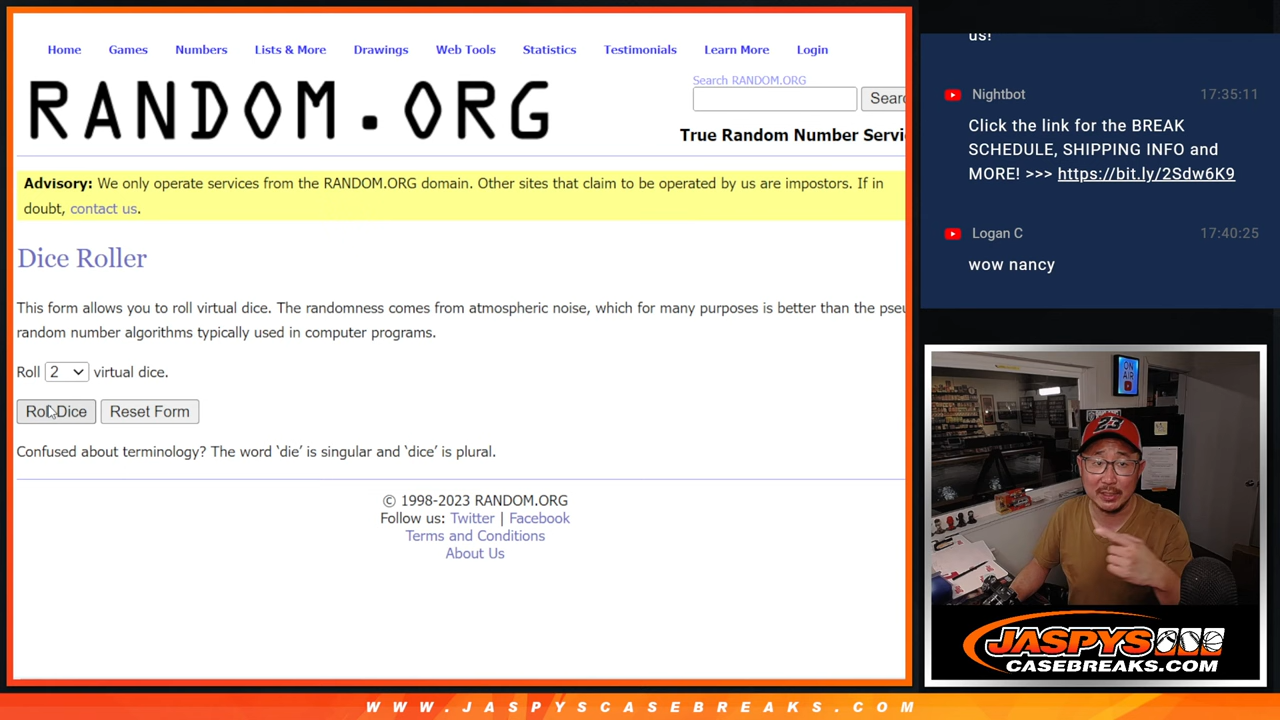 Home Games Numbers Lists & More Drawings Web Tools Statistics Testimonials Learn More Login
RANDOM.ORG
Search RANDOM.ORG
Searc
True Random Number Servi
Advisory: We only operate services from the RANDOM.ORG domain. Other sites that claim to be operated by us are impostors. If in
doubt, contact us.
Dice Roller
This form allows you to roll virtual dice. The randomness comes from atmospheric noise, which for many purposes is better than the pseu
random number algorithms typically used in computer programs.
Roll 2 virtual dice.
Roll Dice Reset Form
Confused about terminology? The word ‘die’ is singular and ‘dice’ is plural.
© 1998-2023 RANDOM.ORG
Follow us: Twitter | Facebook
Terms and Conditions
About Us
us!
Nightbot 17:35:11
Click the link for the BREAK
SCHEDULE, SHIPPING INFO and
MORE! >>> https://bit.ly/2Sdw6K9
Logan C 17:40:25
wow nancy
ON
AIR
23
JASPYS
CASEBREAKS.COM
WWW.JASPYSCASEBREAKS.COM